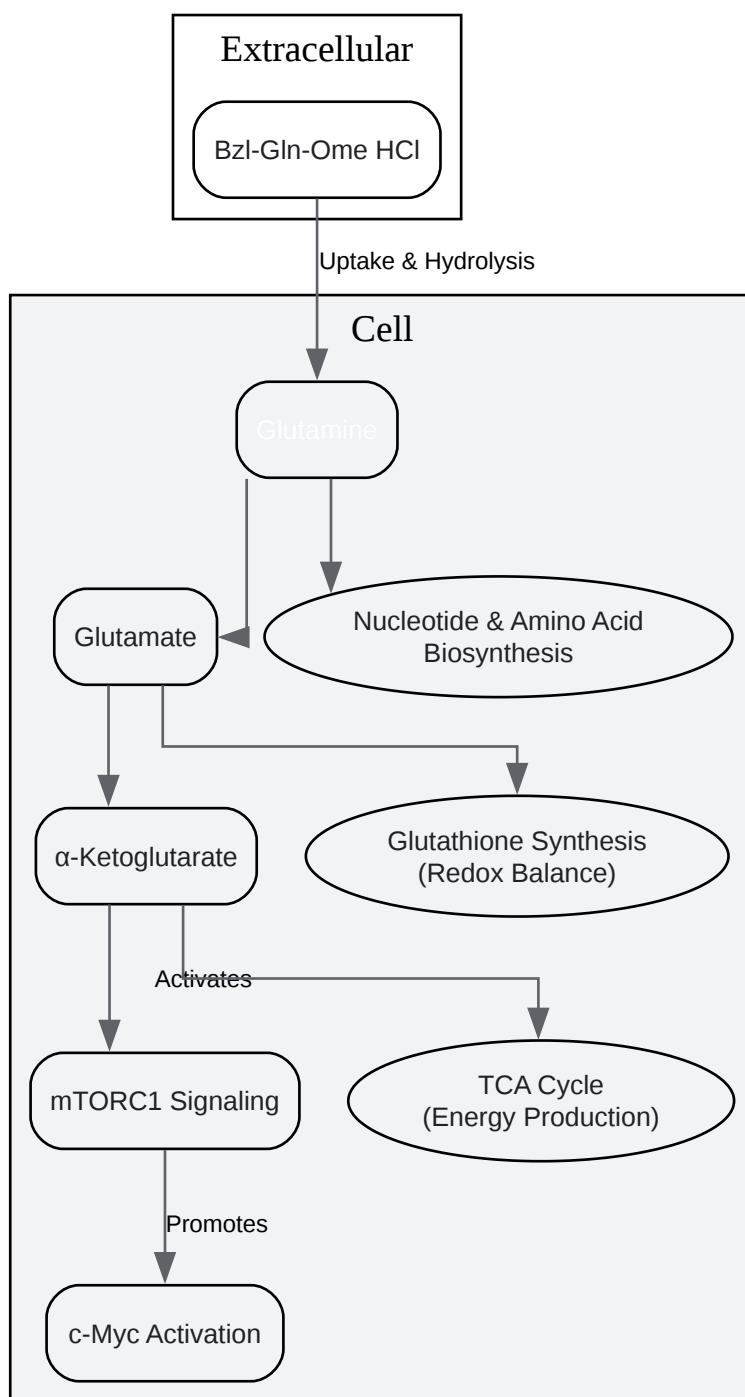 Extracellular
Bzl-Gln-Ome HCl
Uptake & Hydrolysis
Cell
Glutamine
Glutamate
Nucleotide & Amino Acid
Biosynthesis
α-Ketoglutarate
Glutathione Synthesis
(Redox Balance)
Activates
mTORC1 Signaling
TCA Cycle
(Energy Production)
Promotes
c-Myc Activation